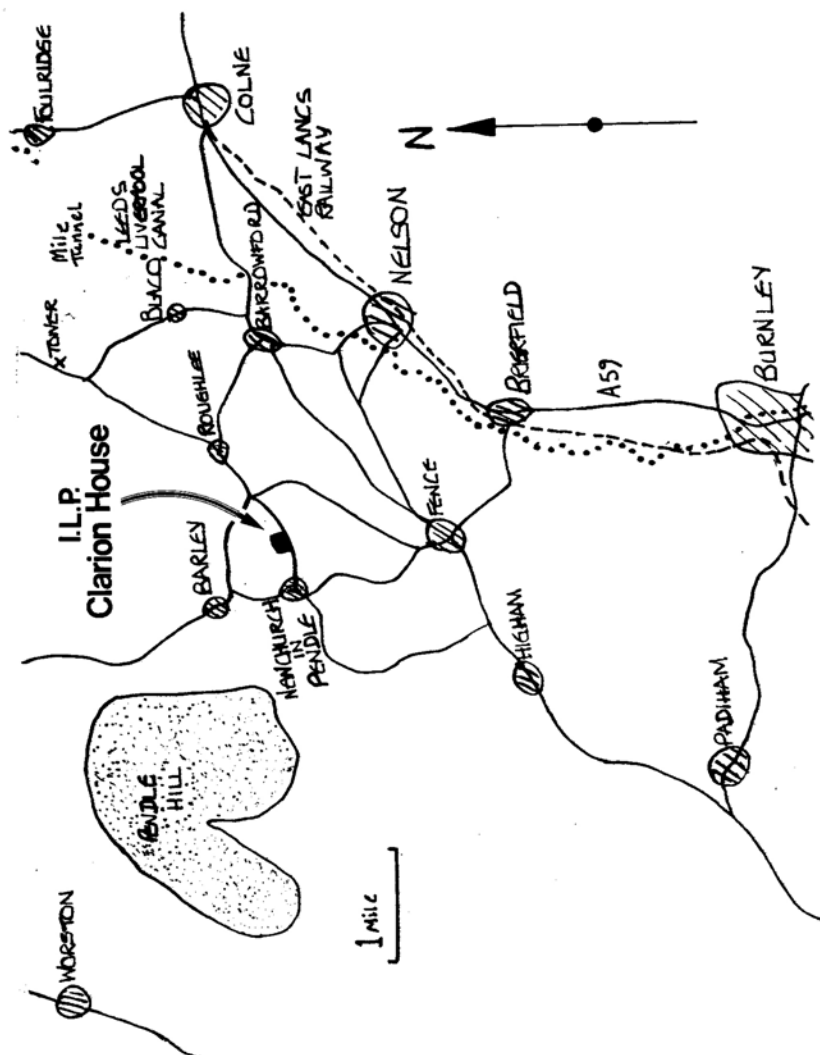 FOULRIDGE
COLNE
Mile
Tunnel
LEEDS
LIVERPOOL
CANAL
EAST LANCS
RAILWAY
N
X TOWER
BLACO
BARROWFORD
NELSON
ROUGHLEE
BRIERFIELD
A59
BURNLEY
I.L.P.
Clarion House
BARLEY
FENCE
NEWCHURCH
IN
PENDLE
HIGHAM
PADIHAM
PENDLE
HILL
1 MILE
WORSTON